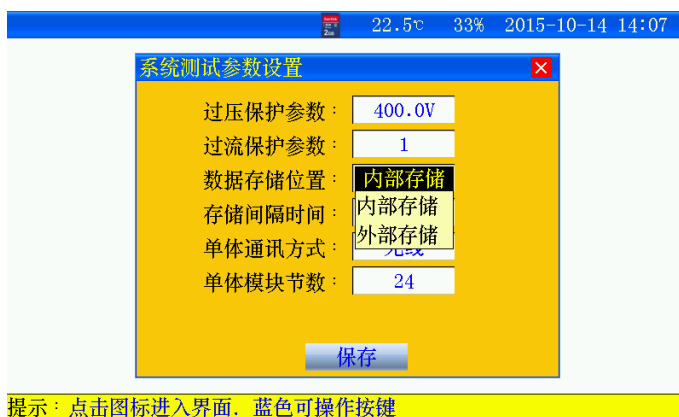 22.5℃ 33% 2015-10-14 14:07
系统测试参数设置
过压保护参数： 400.0V
过流保护参数： 1
数据存储位置： 内部存储
内部存储
存储间隔时间：
外部存储
单体通讯方式： 无线
单体模块节数： 24
保存
提示：点击图标进入界面．蓝色可操作按键